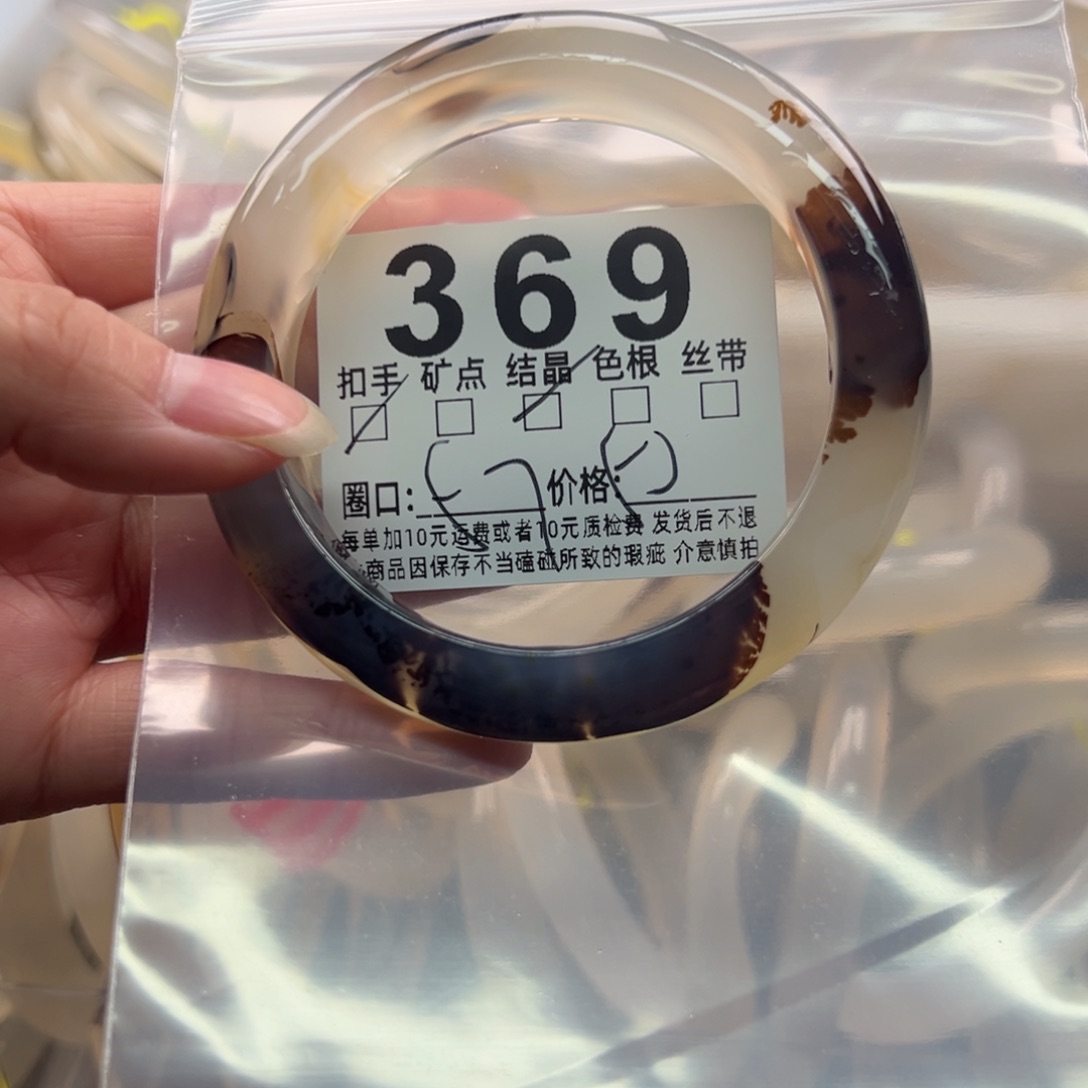 369
扣手 矿点 结晶 色根 丝带
圈口: 57 价格:
每单加10元运费或者10元质检费 发货后不退
商品因保存不当磕碰所致的瑕疵 介意慎拍